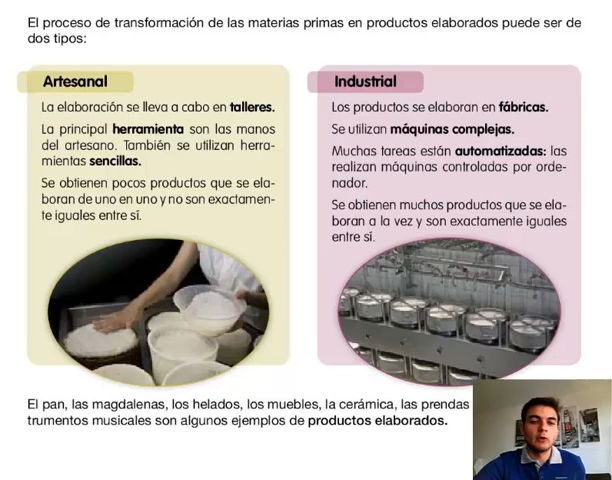 El proceso de transformación de las materias primas en productos elaborados puede ser de
dos tipos:
Artesanal
La elaboración se lleva a cabo en talleres.
La principal herramienta son las manos
del artesano. También se utilizan herra-
mientas sencillas.
Se obtienen pocos productos que se ela-
boran de uno en uno y no son exactamen-
te iguales entre sí.
Industrial
Los productos se elaboran en fábricas.
Se utilizan máquinas complejas.
Muchas tareas están automatizadas: las
realizan máquinas controladas por orde-
nador.
Se obtienen muchos productos que se ela-
boran a la vez y son exactamente iguales
entre sí.
El pan, las magdalenas, los helados, los muebles, la cerámica, las prendas
trumentos musicales son algunos ejemplos de productos elaborados.